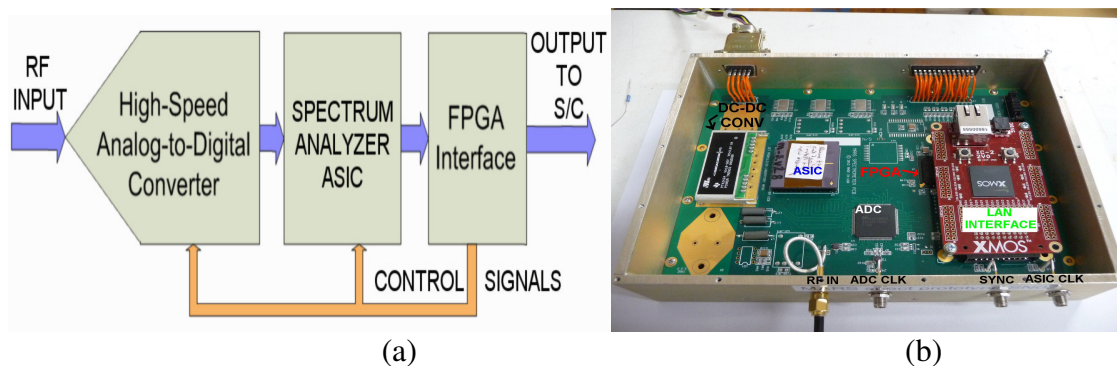 RF
INPUT
High-Speed
Analog-to-Digital
Converter
SPECTRUM
ANALYZER
ASIC
FPGA
Interface
OUTPUT
TO
S/C
CONTROL SIGNALS
(a)
DC-DC
CONV
ASIC
FPGA
ADC
XMOS
LAN
INTERFACE
XMOS
RF IN
ADC CLK
SYNC
ASIC CLK
(b)